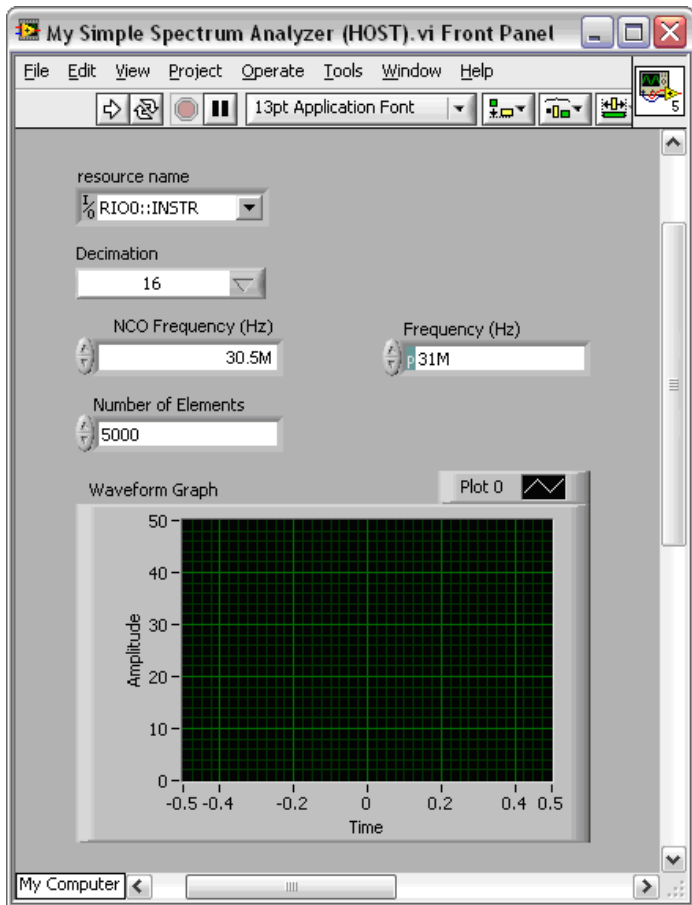 My Simple Spectrum Analyzer (HOST).vi Front Panel
File Edit View Project Operate Tools Window Help
13pt Application Font
5
resource name
I/O RIO0::INSTR
Decimation
16
NCO Frequency (Hz)
30.5M
Frequency (Hz)
p 31M
Number of Elements
5000
Waveform Graph
Plot 0
50
40
30
20
10
0
Amplitude
-0.5 -0.4 -0.2 0 0.2 0.4 0.5
Time
My Computer